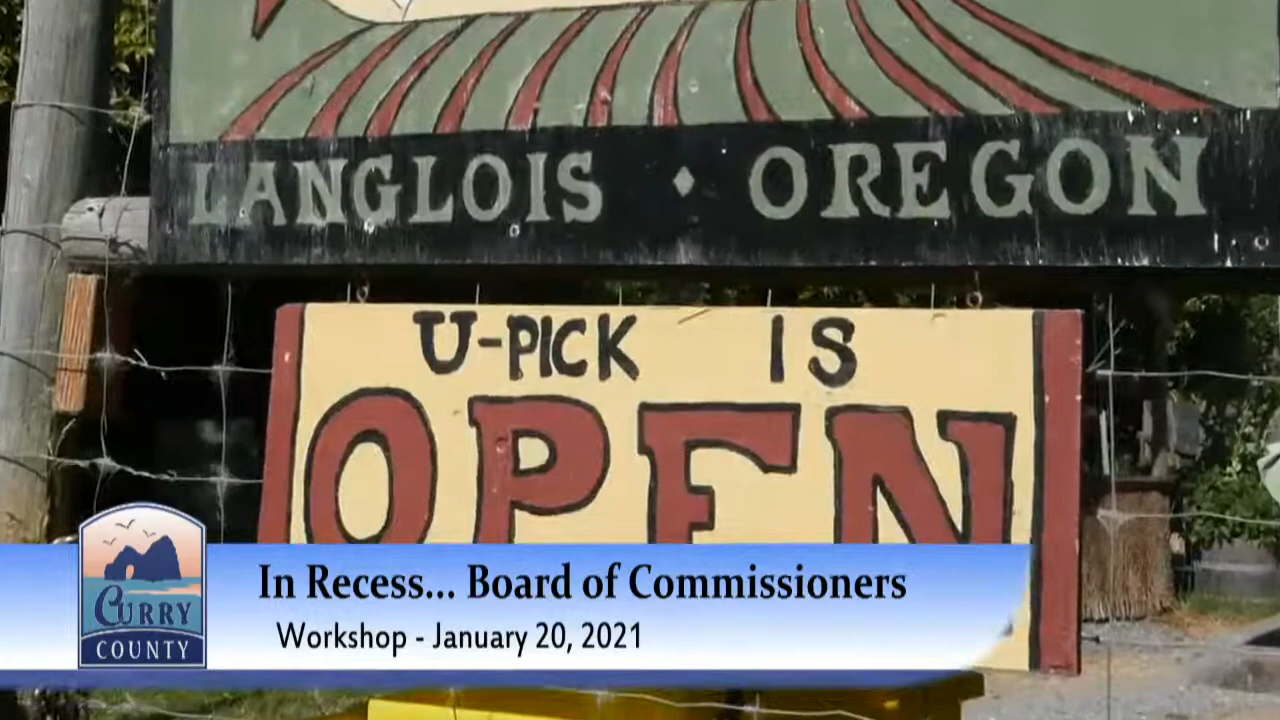 LANGLOIS • OREGON
U-PICK IS
OPEN
In Recess... Board of Commissioners
Workshop - January 20, 2021
CURRY
COUNTY